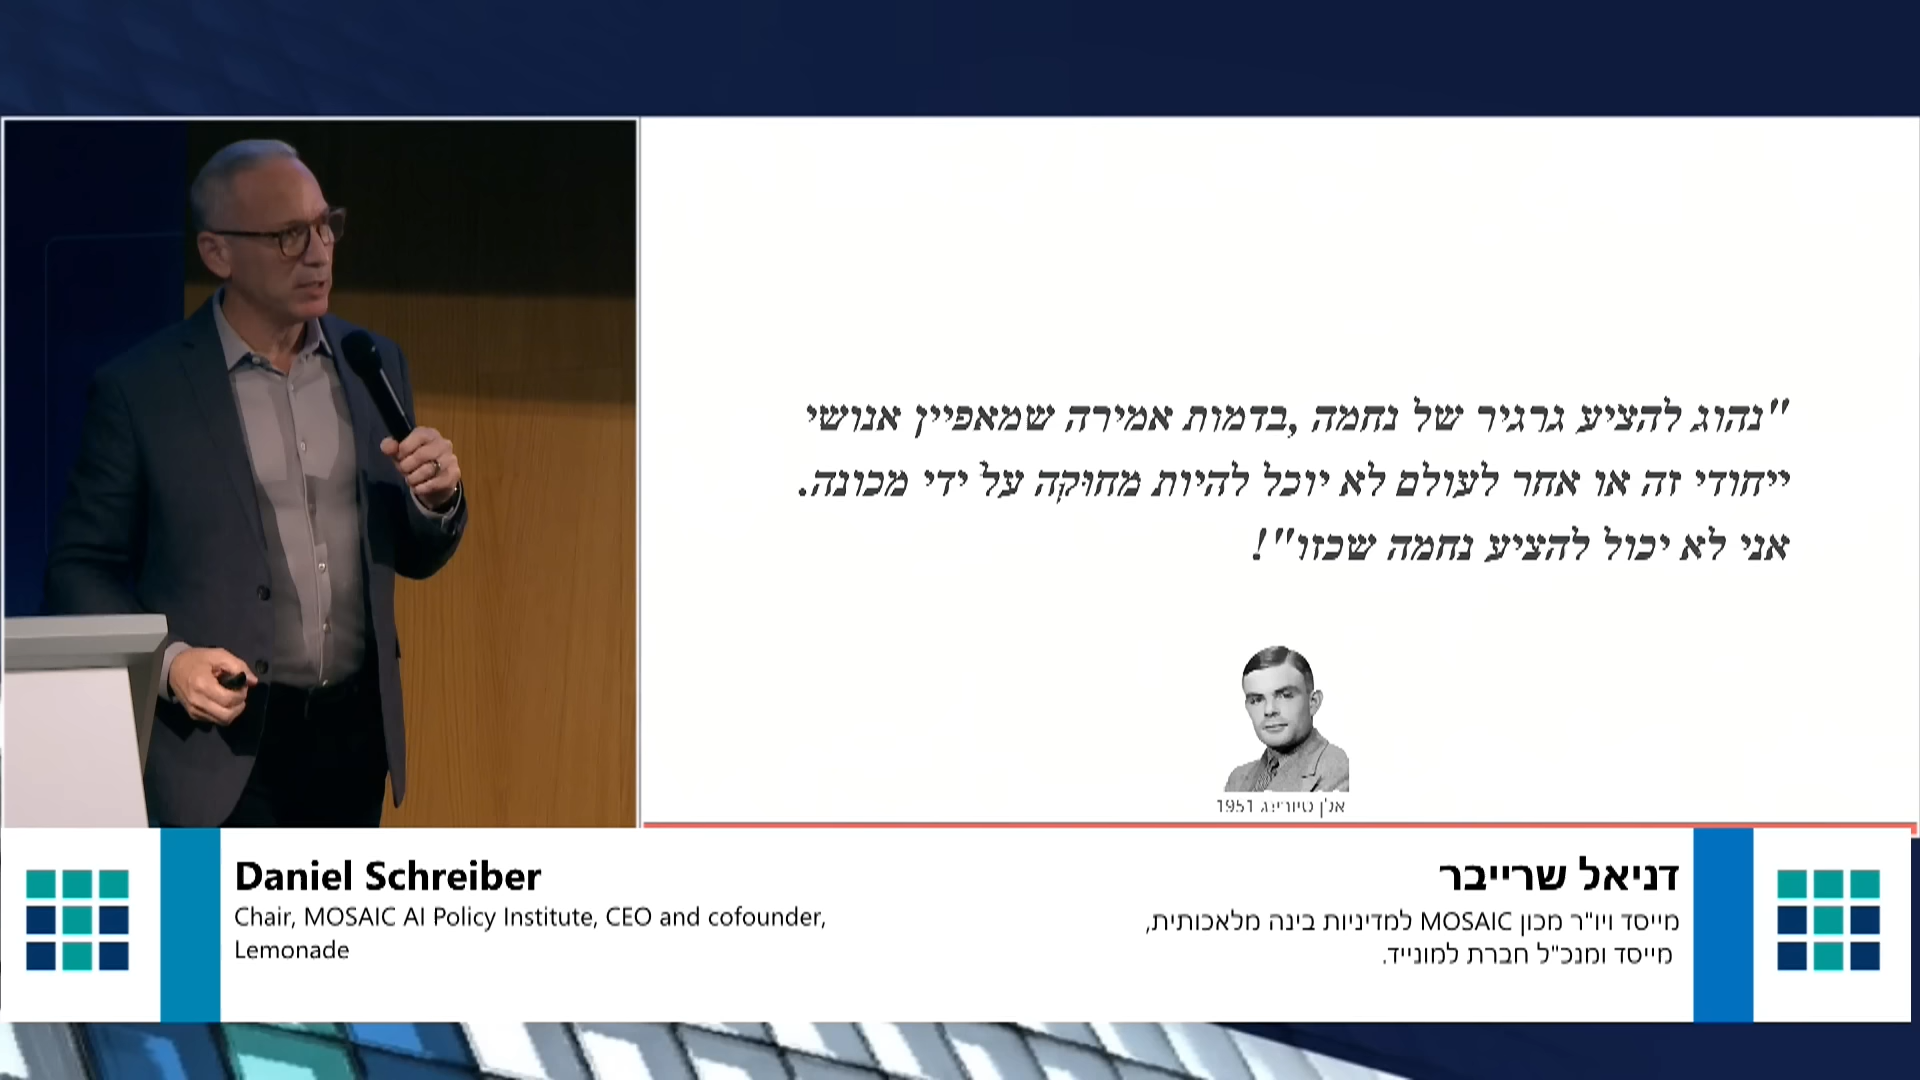 "נהוג להציע גרגיר של נחמה ,בדמות אמירה שמאפיין אנושי
ייחודי זה או אחר לעולם לא יוכל להיות מחוקה על ידי מכונה.
אני לא יכול להציע נחמה שכזו"!
אלן טיורינג 1951
Daniel Schreiber
Chair, MOSAIC AI Policy Institute, CEO and cofounder,
Lemonade
דניאל שרייבר
מייסד ויו"ר מכון MOSAIC למדיניות בינה מלאכותית,
מייסד ומנכ"ל חברת למונייד.